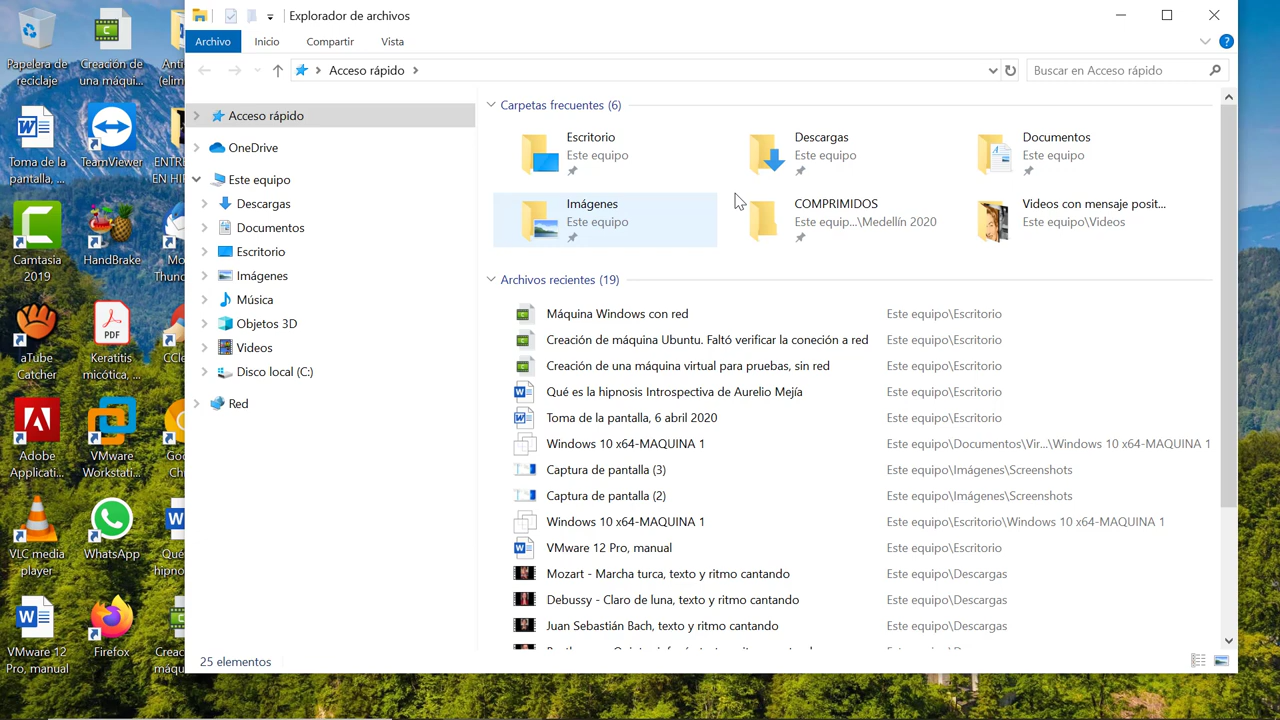 Explorador de archivos
Archivo
Inicio
Compartir
Vista
Acceso rápido
Buscar en Acceso rápido
Papelera de
reciclaje
Creación de
una máqui...
Toma de la
pantalla, ...
TeamViewer
Camtasia
2019
HandBrake
aTube
Catcher
PDF
Keratitis
micótica, ...
Adobe
Applicati...
VMware
Workstati...
VLC media
player
WhatsApp
VMware 12
Pro, manual
Firefox
Acceso rápido
OneDrive
Este equipo
Descargas
Documentos
Escritorio
Imágenes
Música
Objetos 3D
Videos
Disco local (C:)
Red
Carpetas frecuentes (6)
Escritorio
Este equipo
Descargas
Este equipo
Documentos
Este equipo
Imágenes
Este equipo
COMPRIMIDOS
Este equip...\Medellín 2020
Videos con mensaje posit...
Este equipo\Videos
Archivos recientes (19)
Máquina Windows con red Este equipo\Escritorio
Creación de máquina Ubuntu. Faltó verificar la coneción a red Este equipo\Escritorio
Creación de una máquina virtual para pruebas, sin red Este equipo\Escritorio
Qué es la hipnosis Introspectiva de Aurelio Mejía Este equipo\Escritorio
Toma de la pantalla, 6 abril 2020 Este equipo\Escritorio
Windows 10 x64-MAQUINA 1 Este equipo\Documentos\Vir...\Windows 10 x64-MAQUINA 1
Captura de pantalla (3) Este equipo\Imágenes\Screenshots
Captura de pantalla (2) Este equipo\Imágenes\Screenshots
Windows 10 x64-MAQUINA 1 Este equipo\Escritorio\Windows 10 x64-MAQUINA 1
VMware 12 Pro, manual Este equipo\Escritorio
Mozart - Marcha turca, texto y ritmo cantando Este equipo\Descargas
Debussy - Claro de luna, texto y ritmo cantando Este equipo\Descargas
Juan Sebastián Bach, texto y ritmo cantando Este equipo\Descargas
25 elementos